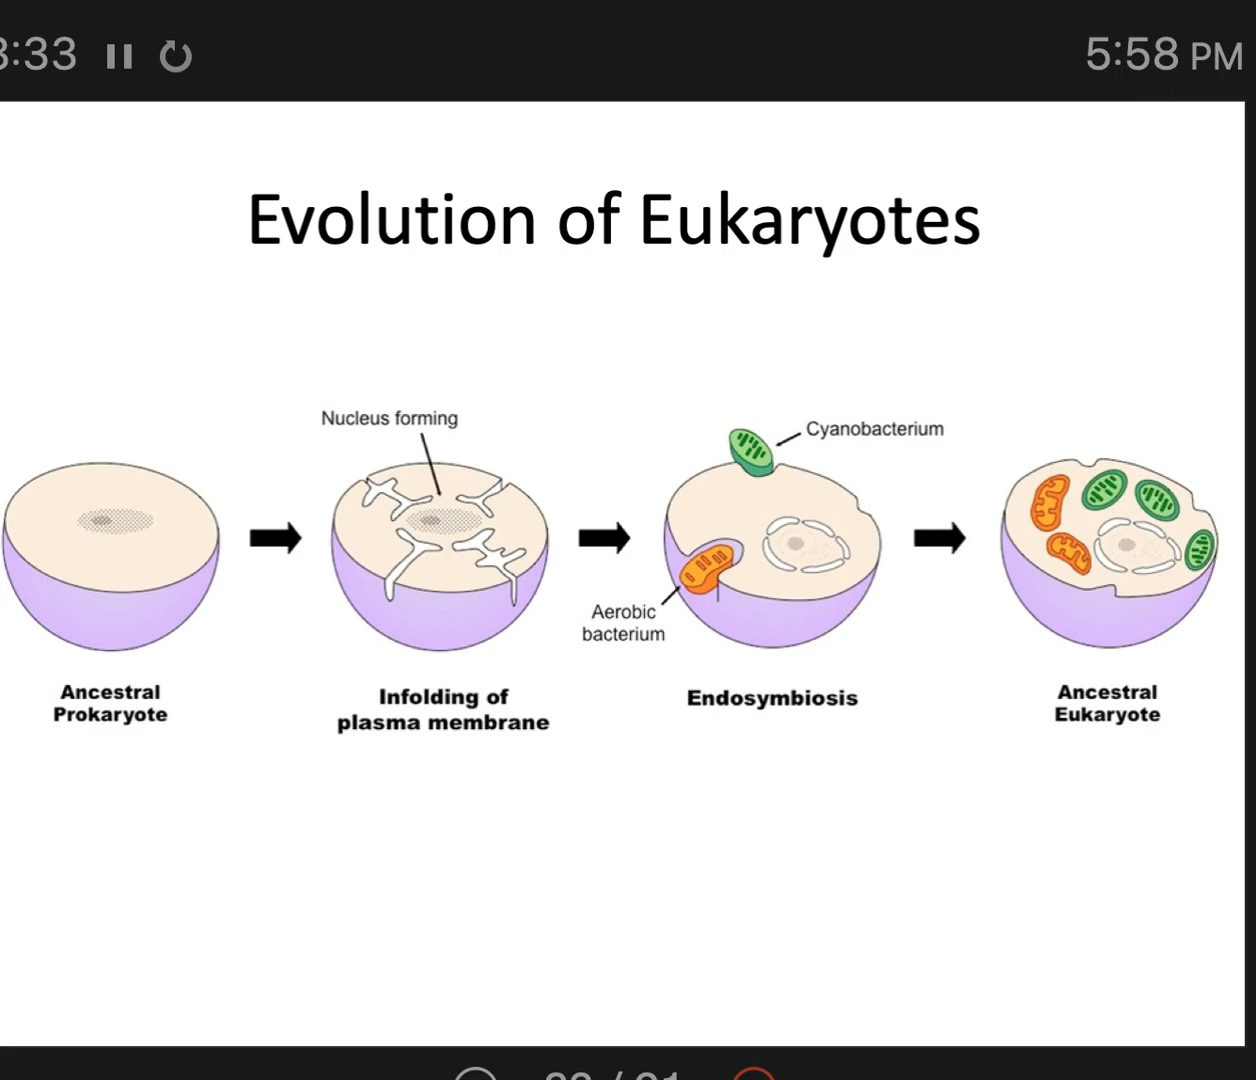 :33
5:58 PM
Evolution of Eukaryotes
Nucleus forming
Cyanobacterium
Aerobic
bacterium
Ancestral
Prokaryote
Infolding of
plasma membrane
Endosymbiosis
Ancestral
Eukaryote